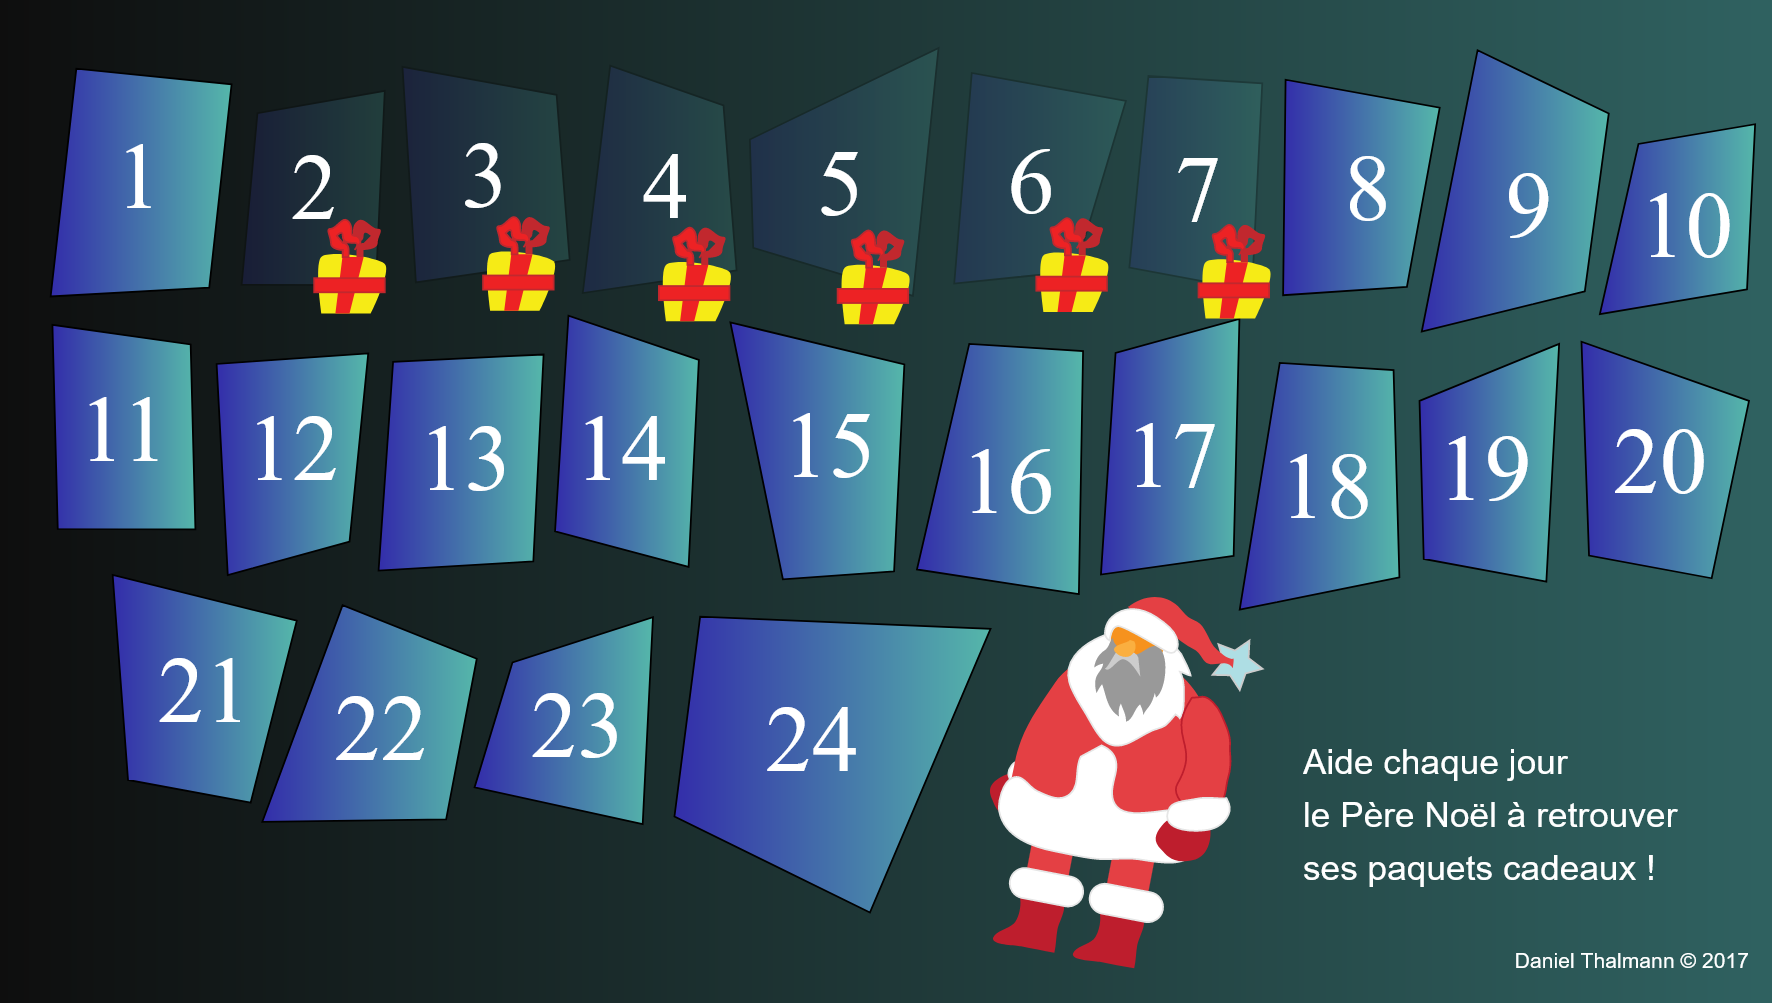 1 2 3 4 5 6 7 8 9 10
11 12 13 14 15 16 17 18 19 20
21 22 23 24
Aide chaque jour
le Père Noël à retrouver
ses paquets cadeaux !
Daniel Thalmann © 2017